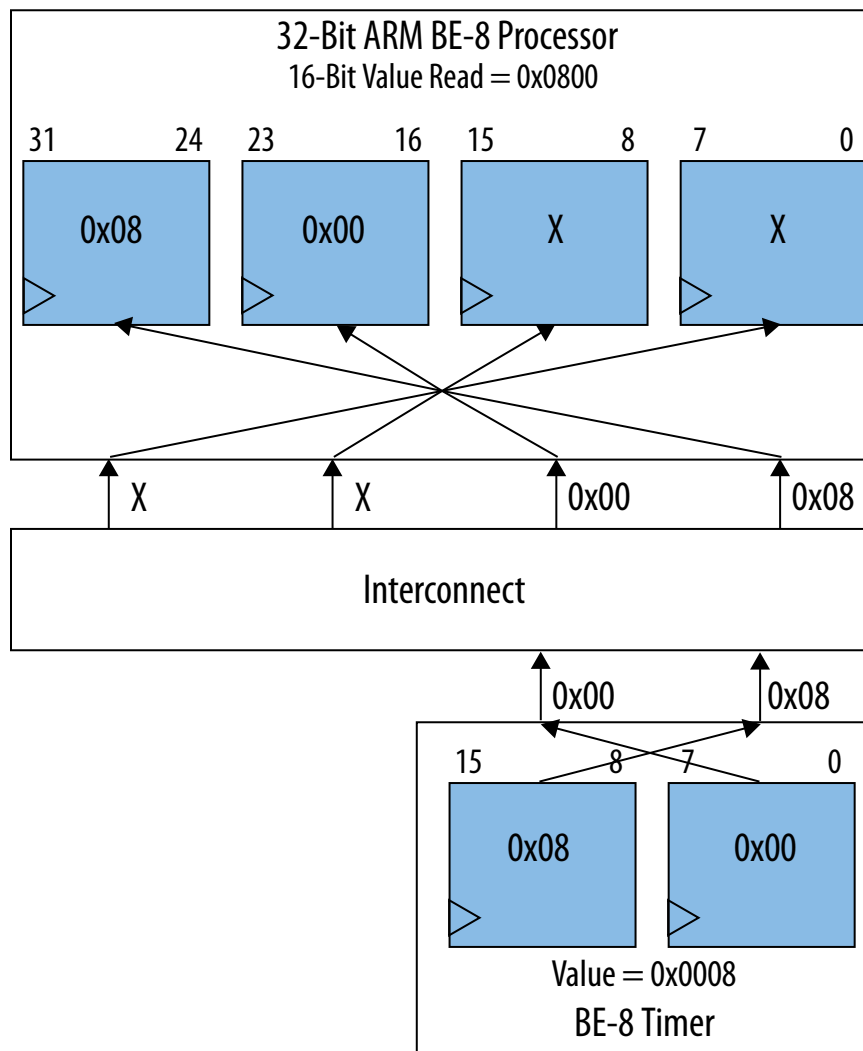 32-Bit ARM BE-8 Processor
16-Bit Value Read = 0x0800
31 24 23 16 15 8 7 0
0x08 0x00 X X
X X 0x00 0x08
Interconnect
0x00 0x08
15 8 7 0
0x08 0x00
Value = 0x0008
BE-8 Timer